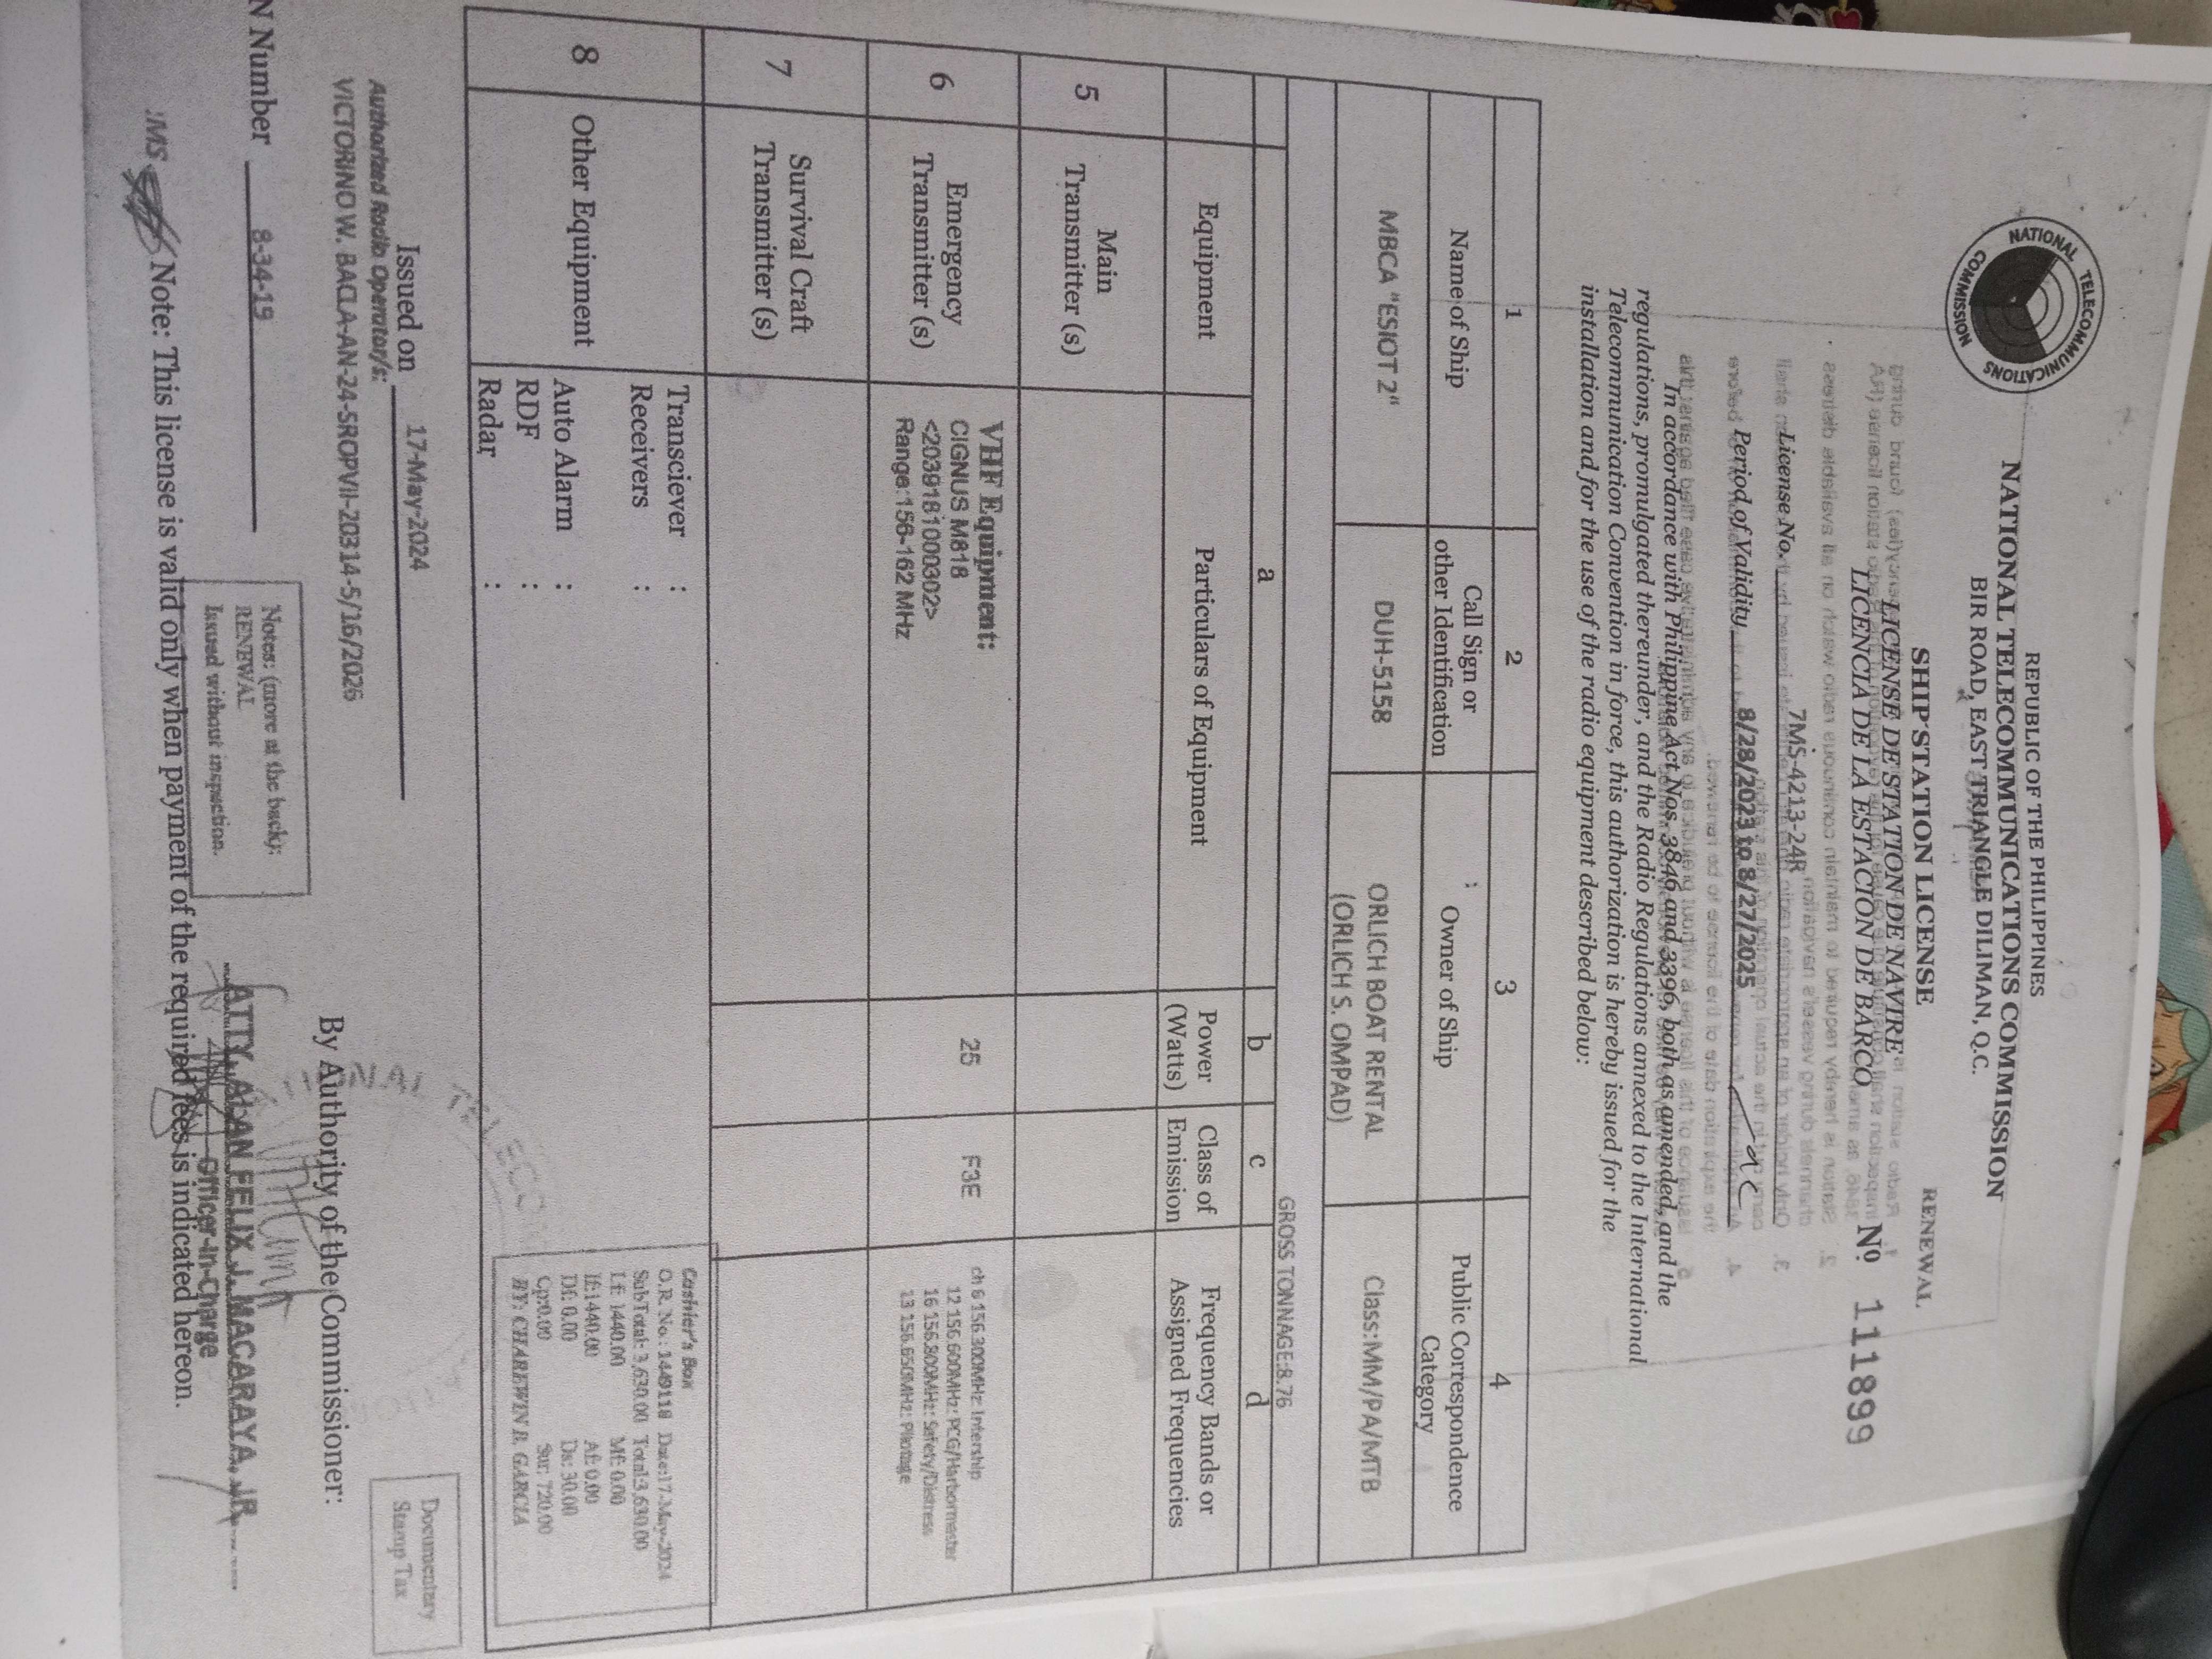 NATIONAL TELECOMMUNICATIONS COMMISSION
REPUBLIC OF THE PHILIPPINES
NATIONAL TELECOMMUNICATIONS COMMISSION
BIR ROAD, EAST TRIANGLE DILIMAN, Q.C.
SHIP STATION LICENSE
RENEWAL
LICENSE DE STATION DE NAVIRE
LICENCIA DE LA ESTACION DE BARCO
Nº 111899
License No. 7MS-4213-24R
Period of Validity 8/28/2023 to 8/27/2025
In accordance with Philippine Act Nos. 3846 and 3396, both as amended, and the
regulations, promulgated thereunder, and the Radio Regulations annexed to the International
Telecommunication Convention in force, this authorization is hereby issued for the
installation and for the use of the radio equipment described below:
1 2 3 4
Name of Ship
Call Sign or
other Identification
Owner of Ship
Public Correspondence
Category
MBCA "ESIOT 2"
DUH-5158
ORLICH BOAT RENTAL
(ORLICH S. OMPAD)
Class:MM/PA/MTB
GROSS TONNAGE:8.76
a b c d
Equipment
Particulars of Equipment
Power
(Watts)
Class of
Emission
Frequency Bands or
Assigned Frequencies
5 Main
Transmitter (s)
6 Emergency
Transmitter (s)
VHF Equipment:
CIGNUS M818
<2039181000302>
Range:156-162 MHz
25
F3E
ch 6 156.300MHz: Intership
12 156.600MHz: PCG/Harbormaster
16 156.800MHz: Safety/Distress
13 156.650MHz: Pilotage
7 Survival Craft
Transmitter (s)
8 Other Equipment
Transciever :
Receivers :
Auto Alarm :
RDF :
Radar :
Cashier's Box
O.R. No.: 1449118 Date:17-May-2024
SubTotal: 3,630.00 Total:3,630.00
Lf: 1440.00 Mf: 0.00
If:1440.00 Af: 0.00
Df: 0.00 Ds: 30.00
Cp:0.00 Sur: 720.00
BY: CHAREWIN B. GARCIA
Issued on 17-May-2024
Authorized Radio Operator/s:
VICTORINO W. BACLA-AN-24-SROPVII-20314-5/16/2026
Documentary
Stamp Tax
By Authority of the Commissioner:
N Number 8-34-19
Notes: (more at the back):
RENEWAL
Issued without inspection.
ATTY. ALAN FELIX J. MACARAYA, JR.
Officer-in-Charge
:MS
Note: This license is valid only when payment of the required fees is indicated hereon.